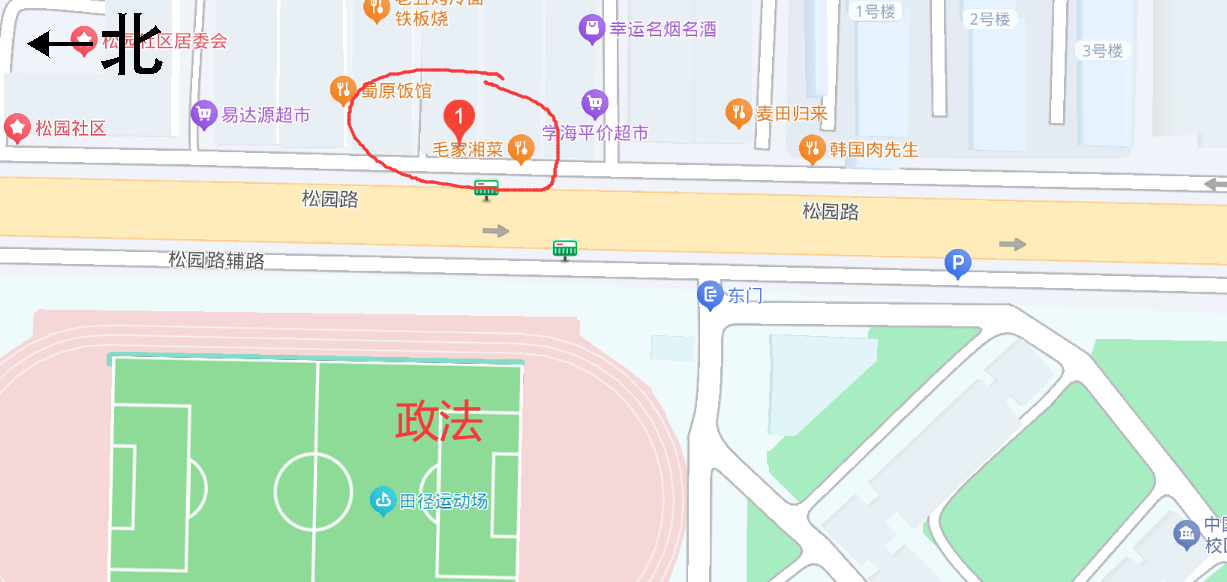 铁板烧
幸运名烟名酒
1号楼
2号楼
3号楼
北
松园社区居委会
蜀原饭馆
易达源超市
松园社区
1
毛家湘菜
学海平价超市
麦田归来
韩国肉先生
松园路
松园路
松园路辅路
P
东门
政法
田径运动场
中国
校区